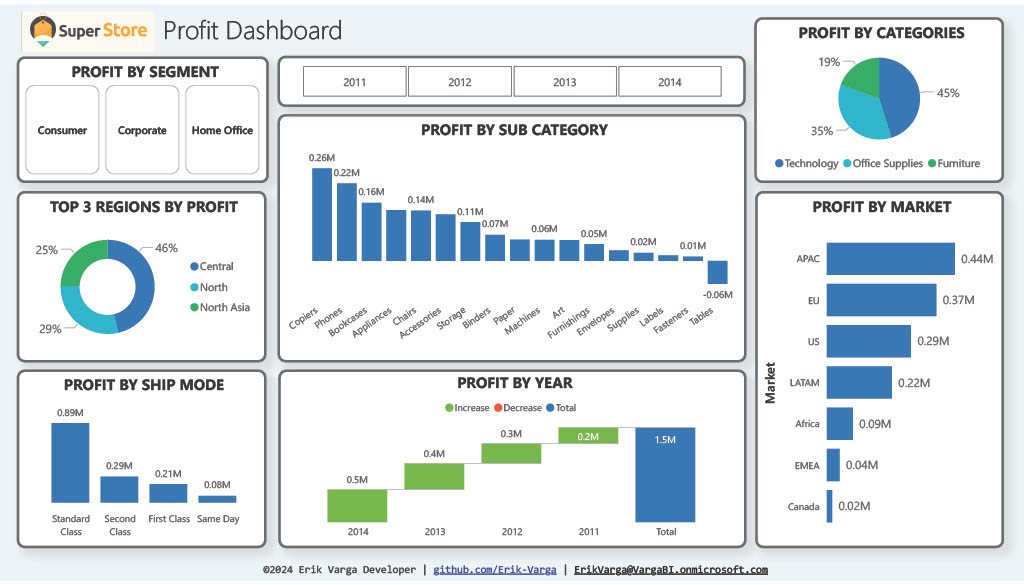 Super Store
Profit Dashboard
PROFIT BY SEGMENT
Consumer
Corporate
Home Office
2011
2012
2013
2014
PROFIT BY CATEGORIES
19%
45%
35%
Technology
Office Supplies
Furniture
TOP 3 REGIONS BY PROFIT
25%
46%
29%
Central
North
North Asia
PROFIT BY SUB CATEGORY
0.26M
0.22M
0.16M
0.14M
0.11M
0.07M
0.06M
0.05M
0.02M
0.01M
-0.06M
Copiers
Phones
Bookcases
Appliances
Chairs
Accessories
Storage
Binders
Paper
Machines
Art
Furnishings
Envelopes
Supplies
Labels
Fasteners
Tables
PROFIT BY MARKET
Market
APAC
0.44M
EU
0.37M
US
0.29M
LATAM
0.22M
Africa
0.09M
EMEA
0.04M
Canada
0.02M
PROFIT BY SHIP MODE
0.89M
0.29M
0.21M
0.08M
Standard
Class
Second
Class
First Class
Same Day
PROFIT BY YEAR
Increase
Decrease
Total
0.5M
0.4M
0.3M
0.2M
1.5M
2014
2013
2012
2011
Total
©2024 Erik Varga Developer | github.com/Erik-Varga | ErikVarga@VargaBI.onmicrosoft.com